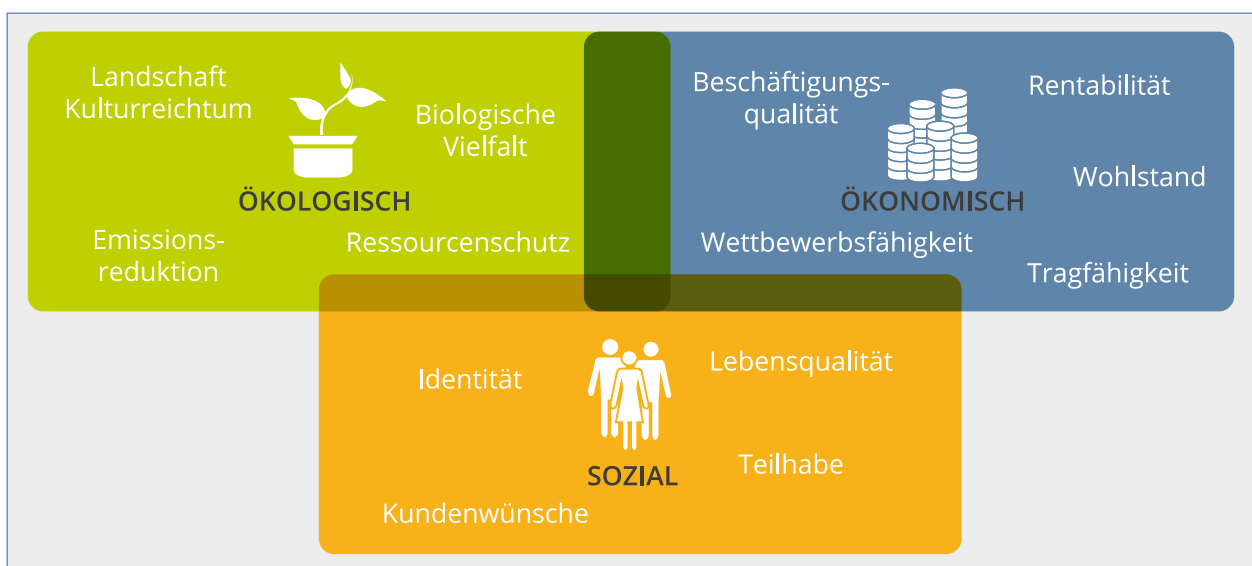 Landschaft
Kulturreichtum
Biologische
Vielfalt
ÖKOLOGISCH
Emissions-
reduktion
Ressourcenschutz
Beschäftigungs-
qualität
Rentabilität
Wohlstand
ÖKONOMISCH
Wettbewerbsfähigkeit
Tragfähigkeit
Identität
Lebensqualität
SOZIAL
Teilhabe
Kundenwünsche